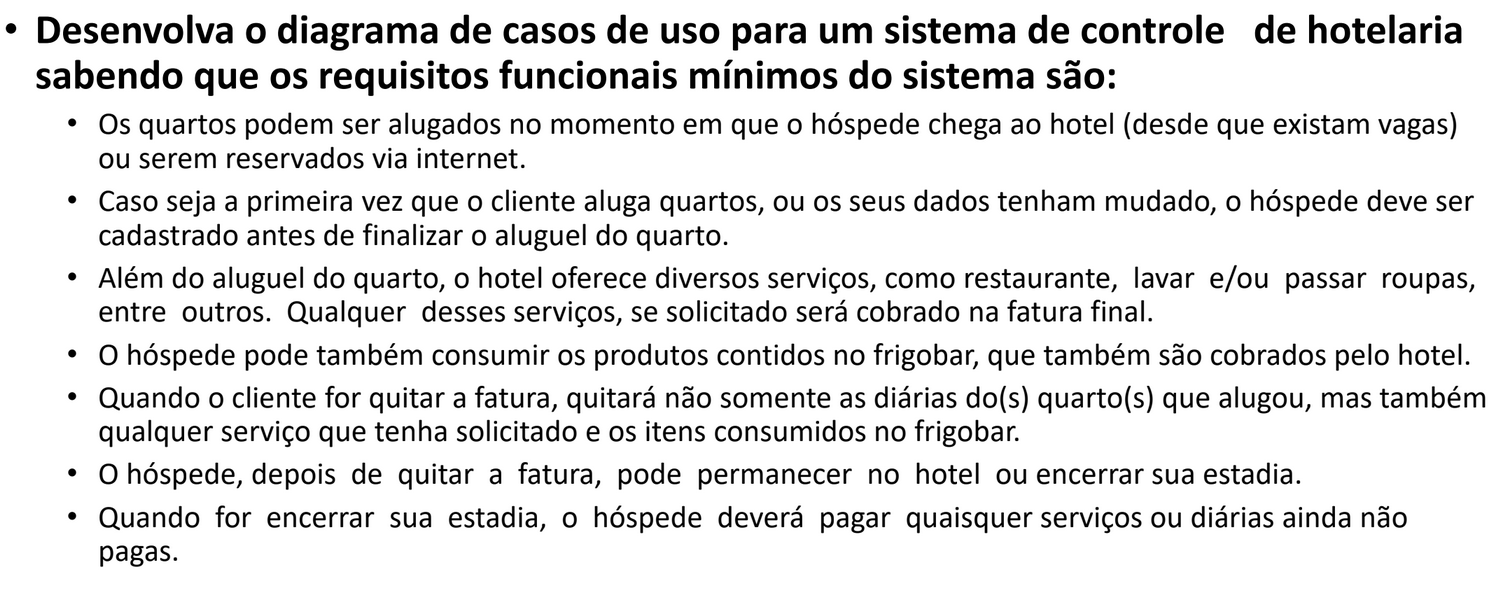 • Desenvolva o diagrama de casos de uso para um sistema de controle de hotelaria
sabendo que os requisitos funcionais mínimos do sistema são:
• Os quartos podem ser alugados no momento em que o hóspede chega ao hotel (desde que existam vagas)
ou serem reservados via internet.
• Caso seja a primeira vez que o cliente aluga quartos, ou os seus dados tenham mudado, o hóspede deve ser
cadastrado antes de finalizar o aluguel do quarto.
• Além do aluguel do quarto, o hotel oferece diversos serviços, como restaurante, lavar e/ou passar roupas,
entre outros. Qualquer desses serviços, se solicitado será cobrado na fatura final.
• O hóspede pode também consumir os produtos contidos no frigobar, que também são cobrados pelo hotel.
• Quando o cliente for quitar a fatura, quitará não somente as diárias do(s) quarto(s) que alugou, mas também
qualquer serviço que tenha solicitado e os itens consumidos no frigobar.
• O hóspede, depois de quitar a fatura, pode permanecer no hotel ou encerrar sua estadia.
• Quando for encerrar sua estadia, o hóspede deverá pagar quaisquer serviços ou diárias ainda não
pagas.